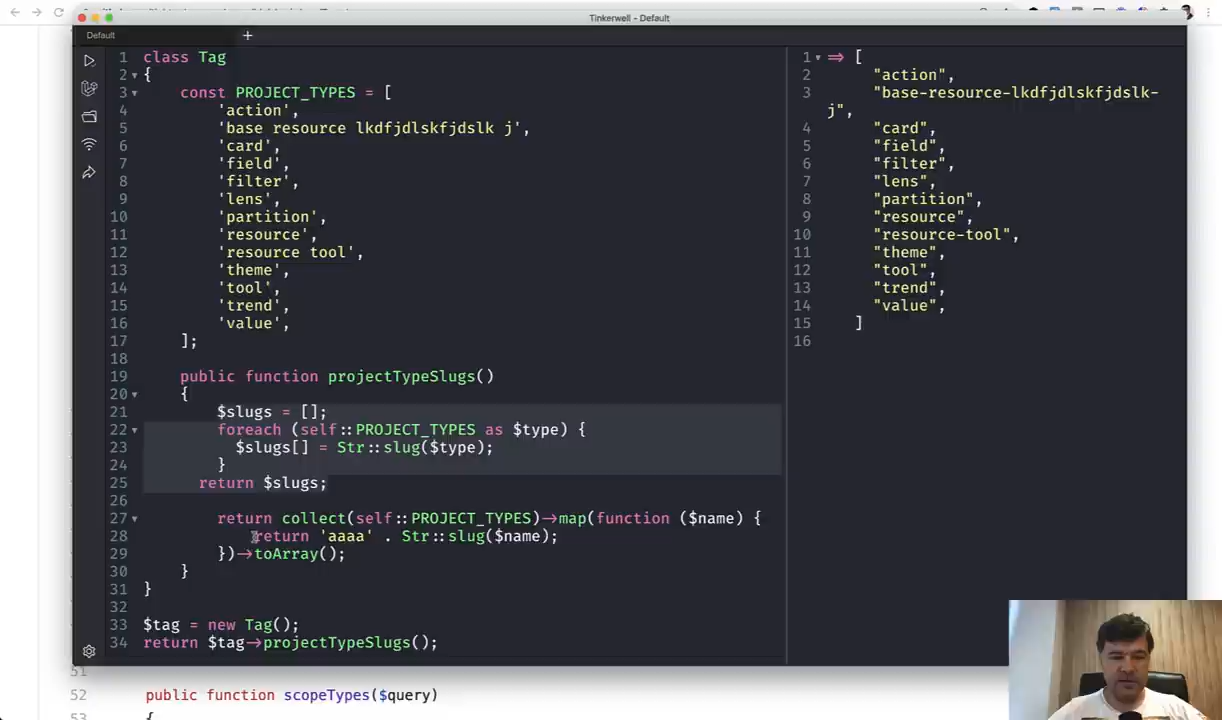 Tinkerwell - Default
Default
+
1 class Tag
2 {
3 const PROJECT_TYPES = [
4 'action',
5 'base resource lkdfjdlskfjdslk j',
6 'card',
7 'field',
8 'filter',
9 'lens',
10 'partition',
11 'resource',
12 'resource tool',
13 'theme',
14 'tool',
15 'trend',
16 'value',
17 ];
18
19 public function projectTypeSlugs()
20 {
21 $slugs = [];
22 foreach (self::PROJECT_TYPES as $type) {
23 $slugs[] = Str::slug($type);
24 }
25 return $slugs;
26
27 return collect(self::PROJECT_TYPES)->map(function ($name) {
28 return 'aaaa' . Str::slug($name);
29 })->toArray();
30 }
31 }
32
33 $tag = new Tag();
34 return $tag->projectTypeSlugs();
1 => [
2 "action",
3 "base-resource-lkdfjdlskfjdslk-
j",
4 "card",
5 "field",
6 "filter",
7 "lens",
8 "partition",
9 "resource",
10 "resource-tool",
11 "theme",
12 "tool",
13 "trend",
14 "value",
15 ]
16
51
52 public function scopeTypes($query)
53 {